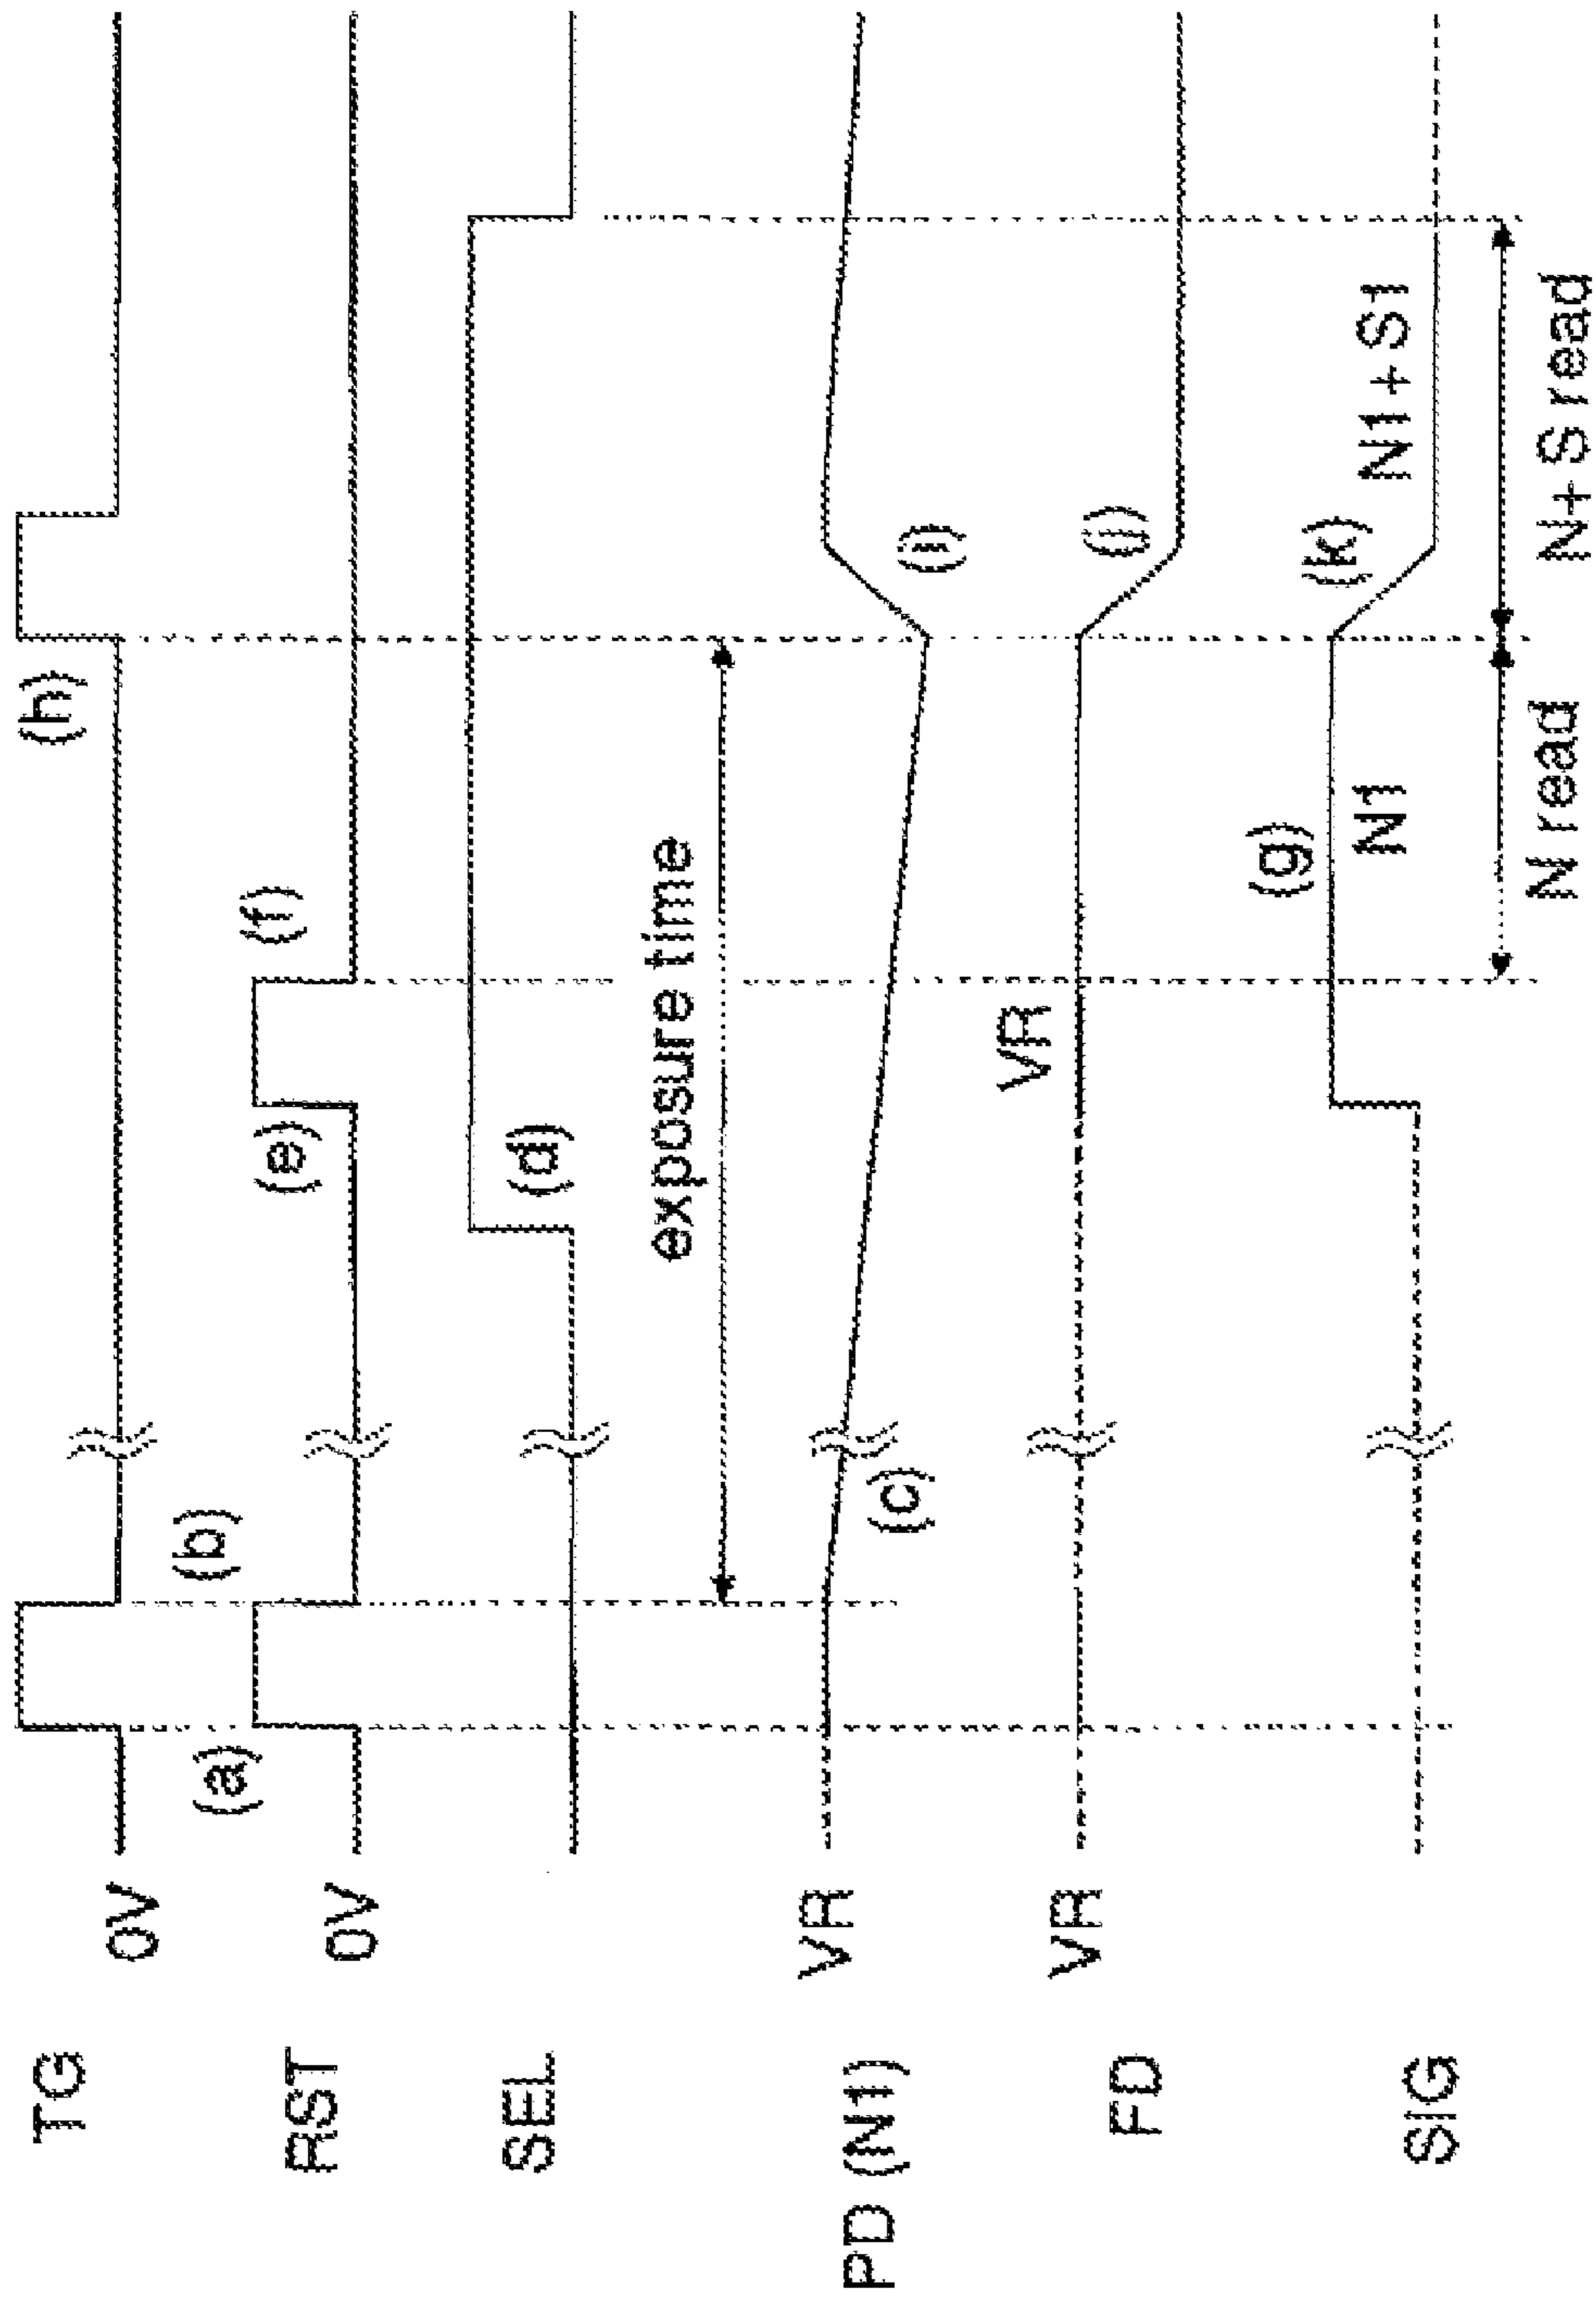 TG
0V
(a)
(b)
(h)
RST
0V
(e)
(f)
SEL
(d)
exposure time
PD (N1)
VR
(c)
(i)
FD
VR
VR
(j)
SIG
(g)
N1
(k)
N1+S1
N read
N+S read